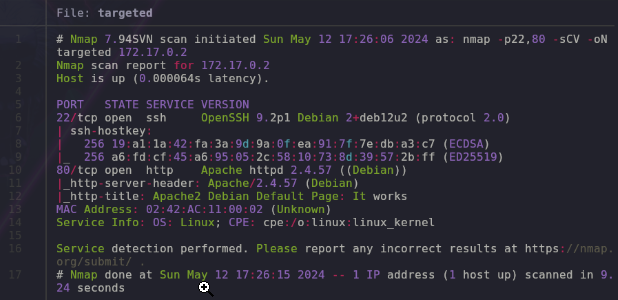 File: targeted
1 # Nmap 7.94SVN scan initiated Sun May 12 17:26:06 2024 as: nmap -p22,80 -sCV -oN
targeted 172.17.0.2
2 Nmap scan report for 172.17.0.2
3 Host is up (0.000064s latency).
4
5 PORT   STATE SERVICE VERSION
6 22/tcp open  ssh     OpenSSH 9.2p1 Debian 2+deb12u2 (protocol 2.0)
7 | ssh-hostkey:
8 |   256 19:a1:1a:42:fa:3a:9d:9a:0f:ea:91:7f:7e:db:a3:c7 (ECDSA)
9 |_  256 a6:fd:cf:45:a6:95:05:2c:58:10:73:8d:39:57:2b:ff (ED25519)
10 80/tcp open  http    Apache httpd 2.4.57 ((Debian))
11 |_http-server-header: Apache/2.4.57 (Debian)
12 |_http-title: Apache2 Debian Default Page: It works
13 MAC Address: 02:42:AC:11:00:02 (Unknown)
14 Service Info: OS: Linux; CPE: cpe:/o:linux:linux_kernel
15
16 Service detection performed. Please report any incorrect results at https://nmap.
org/submit/ .
17 # Nmap done at Sun May 12 17:26:15 2024 -- 1 IP address (1 host up) scanned in 9.
24 seconds